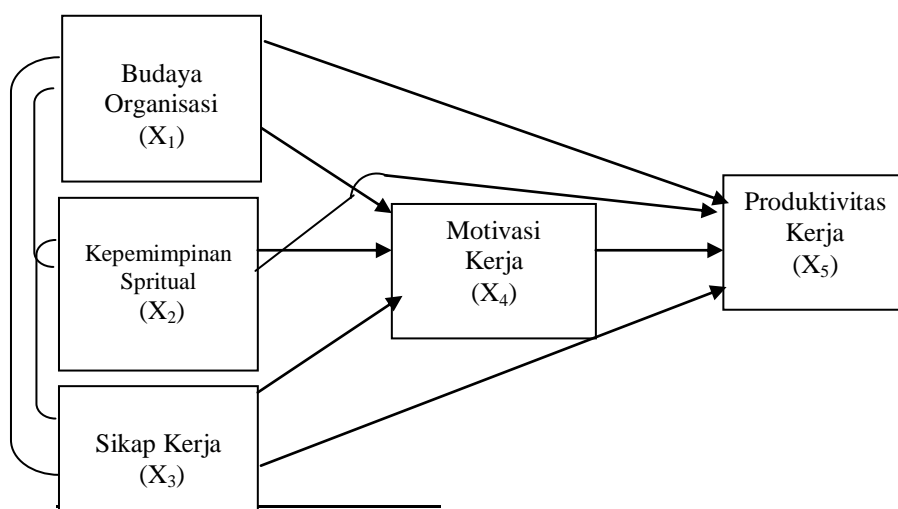 Budaya
Organisasi
(X₁)
Kepemimpinan
Spritual
(X₂)
Sikap Kerja
(X₃)
Motivasi
Kerja
(X₄)
Produktivitas
Kerja
(X₅)